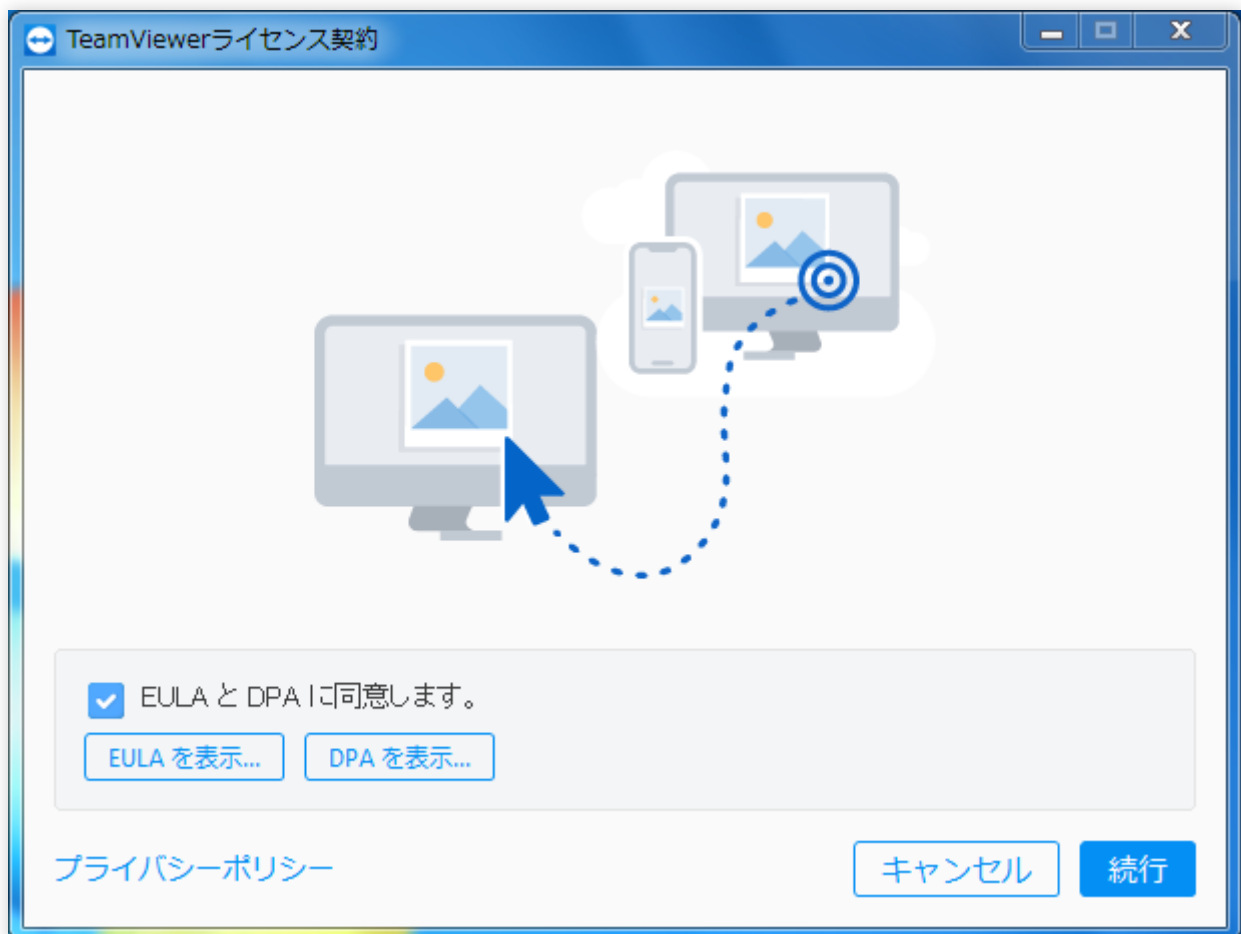 TeamViewerライセンス契約
EULA と DPA に同意します。
EULA を表示...
DPA を表示...
プライバシーポリシー
キャンセル
続行